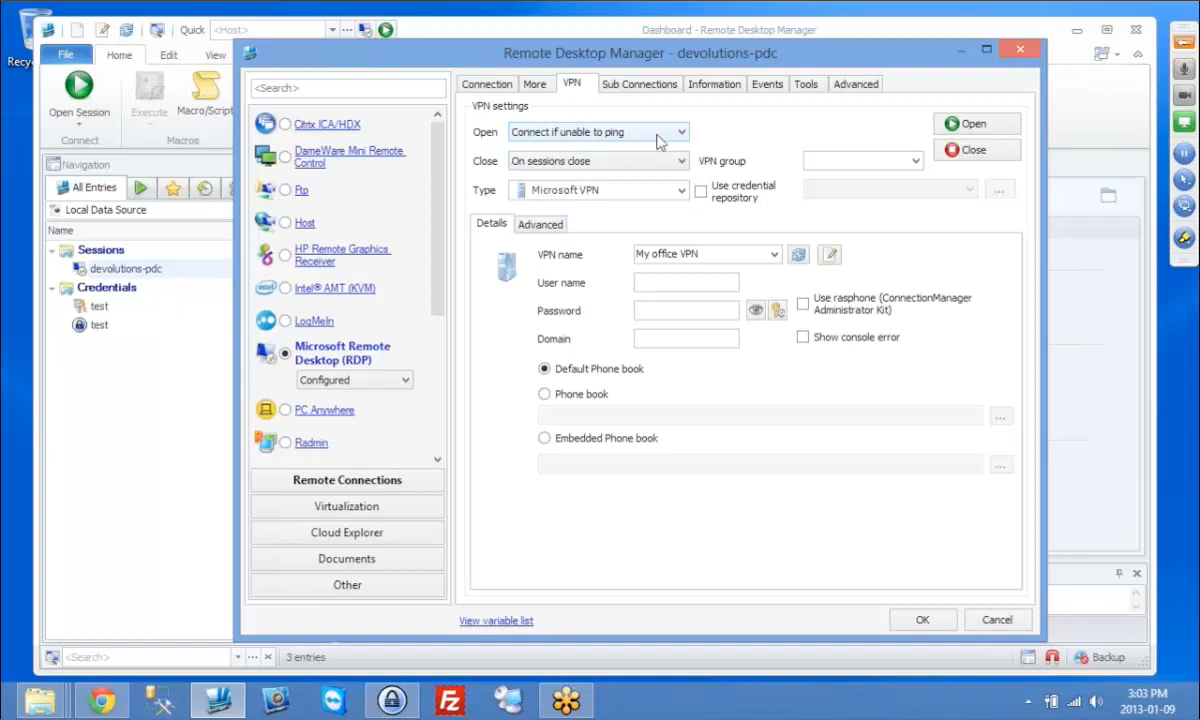 Recy
Quick <Host>
Dashboard - Remote Desktop Manager
File Home Edit View
Open Session
Execute
Macro/Script
Connect
Macros
Navigation
All Entries
Local Data Source
Name
Sessions
devolutions-pdc
Credentials
test
test
<Search>
3 entries
Backup
Remote Desktop Manager - devolutions-pdc
<Search>
Citrix ICA/HDX
DameWare Mini Remote
Control
Ftp
Host
HP Remote Graphics
Receiver
Intel® AMT (KVM)
LogMeIn
Microsoft Remote
Desktop (RDP)
Configured
PC Anywhere
Radmin
Remote Connections
Virtualization
Cloud Explorer
Documents
Other
Connection More VPN Sub Connections Information Events Tools Advanced
VPN settings
Open Connect if unable to ping
Open
Close On sessions close VPN group
Close
Type Microsoft VPN
Use credential
repository
...
Details Advanced
VPN name My office VPN
User name
Password
Use rasphone (ConnectionManager
Administrator Kit)
Domain
Show console error
Default Phone book
Phone book
...
Embedded Phone book
...
View variable list
OK Cancel
3:03 PM
2013-01-09